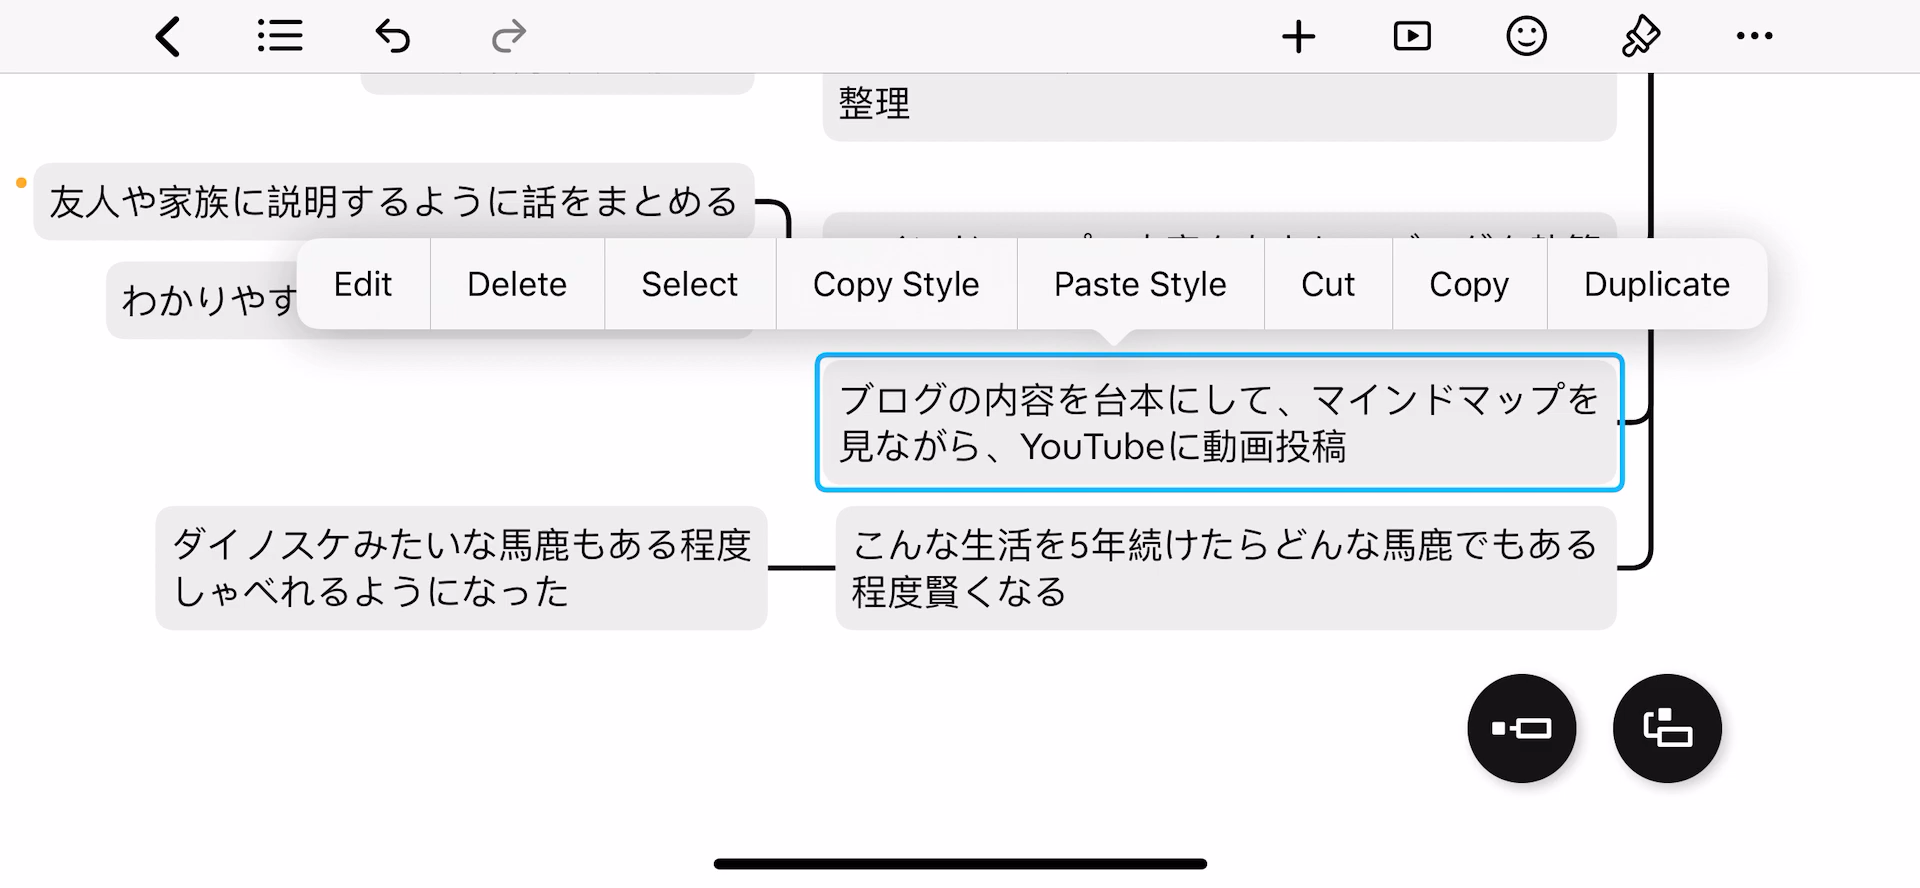 整理
友人や家族に説明するように話をまとめる
わかりやす
Edit
Delete
Select
Copy Style
Paste Style
Cut
Copy
Duplicate
ブログの内容を台本にして、マインドマップを
見ながら、YouTubeに動画投稿
ダイノスケみたいな馬鹿もある程度
しゃべれるようになった
こんな生活を5年続けたらどんな馬鹿でもある
程度賢くなる